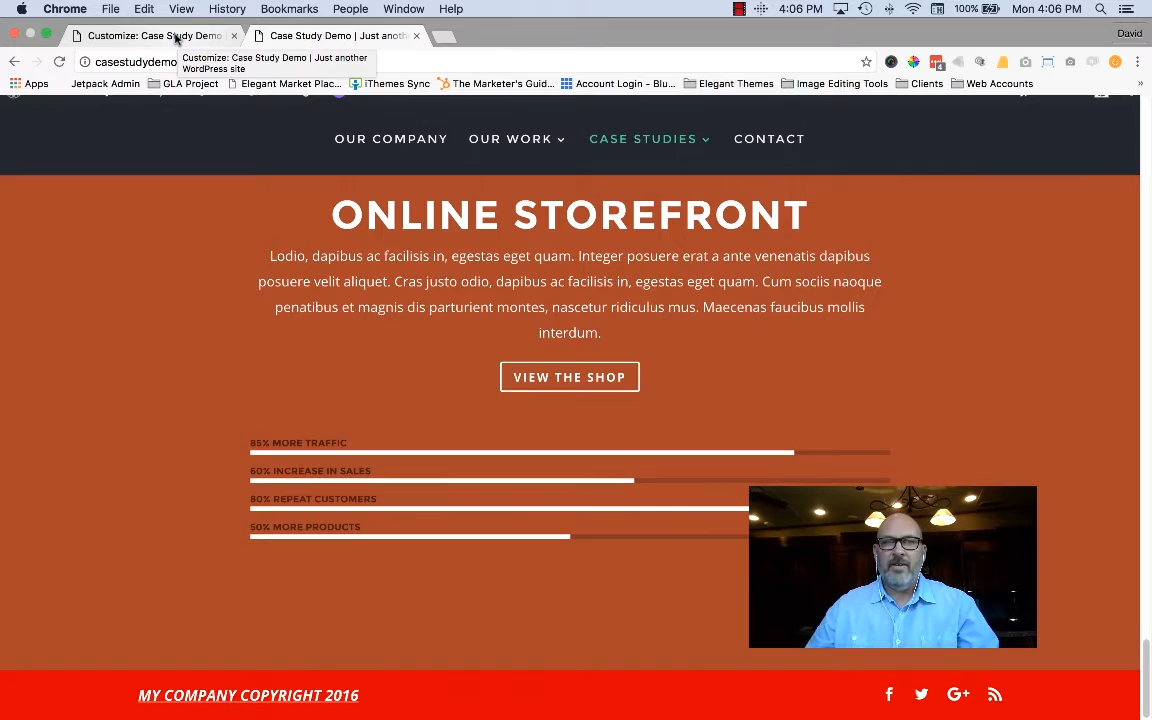 Chrome File Edit View History Bookmarks People Window Help 4:06 PM 100% Mon 4:06 PM
Customize: Case Study Demo Case Study Demo | Just anoth David
casestudydemo
Customize: Case Study Demo | Just another
WordPress site
4
Apps Jetpack Admin GLA Project Elegant Market Plac... iThemes Sync The Marketer's Guid... Account Login - Blu... Elegant Themes Image Editing Tools Clients Web Accounts
OUR COMPANY OUR WORK CASE STUDIES CONTACT
ONLINE STOREFRONT
Lodio, dapibus ac facilisis in, egestas eget quam. Integer posuere erat a ante venenatis dapibus
posuere velit aliquet. Cras justo odio, dapibus ac facilisis in, egestas eget quam. Cum sociis naoque
penatibus et magnis dis parturient montes, nascetur ridiculus mus. Maecenas faucibus mollis
interdum.
VIEW THE SHOP
85% MORE TRAFFIC
60% INCREASE IN SALES
80% REPEAT CUSTOMERS
50% MORE PRODUCTS
MY COMPANY COPYRIGHT 2016